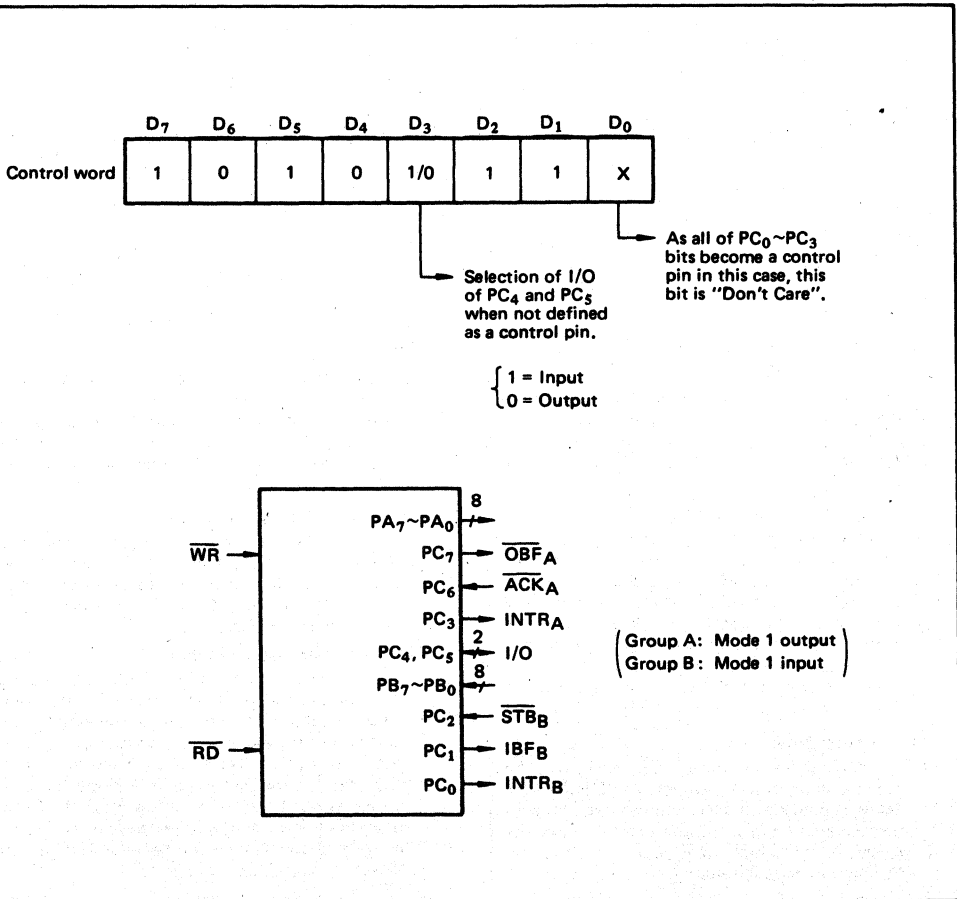 D7 D6 D5 D4 D3 D2 D1 D0
Control word 1 0 1 0 1/0 1 1 X
As all of PC0~PC3
bits become a control
pin in this case, this
bit is "Don't Care".
Selection of I/O
of PC4 and PC5
when not defined
as a control pin.
1 = Input
0 = Output
8
PA7~PA0
WR
PC7 OBFA
PC6 ACKA
PC3 INTRA
2
PC4, PC5 I/O
8
PB7~PB0
PC2 STBB
RD
PC1 IBFB
PC0 INTRB
(Group A: Mode 1 output
Group B: Mode 1 input)